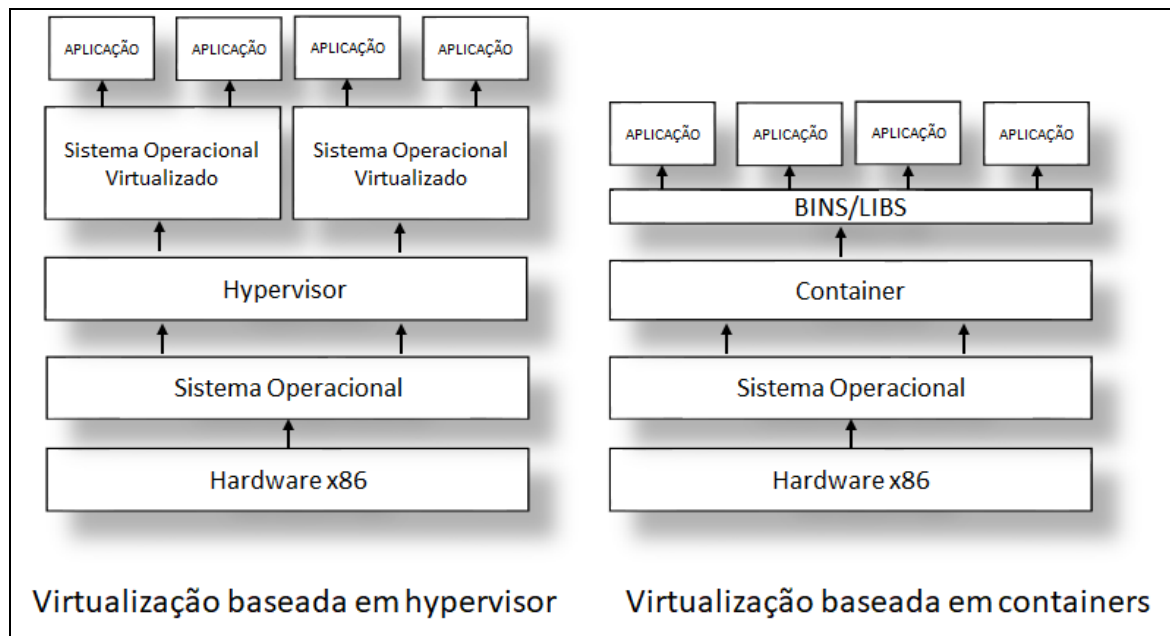 APLICAÇÃO
APLICAÇÃO
APLICAÇÃO
APLICAÇÃO
Sistema Operacional
Virtualizado
Sistema Operacional
Virtualizado
Hypervisor
Sistema Operacional
Hardware x86
Virtualização baseada em hypervisor
APLICAÇÃO
APLICAÇÃO
APLICAÇÃO
APLICAÇÃO
BINS/LIBS
Container
Sistema Operacional
Hardware x86
Virtualização baseada em containers